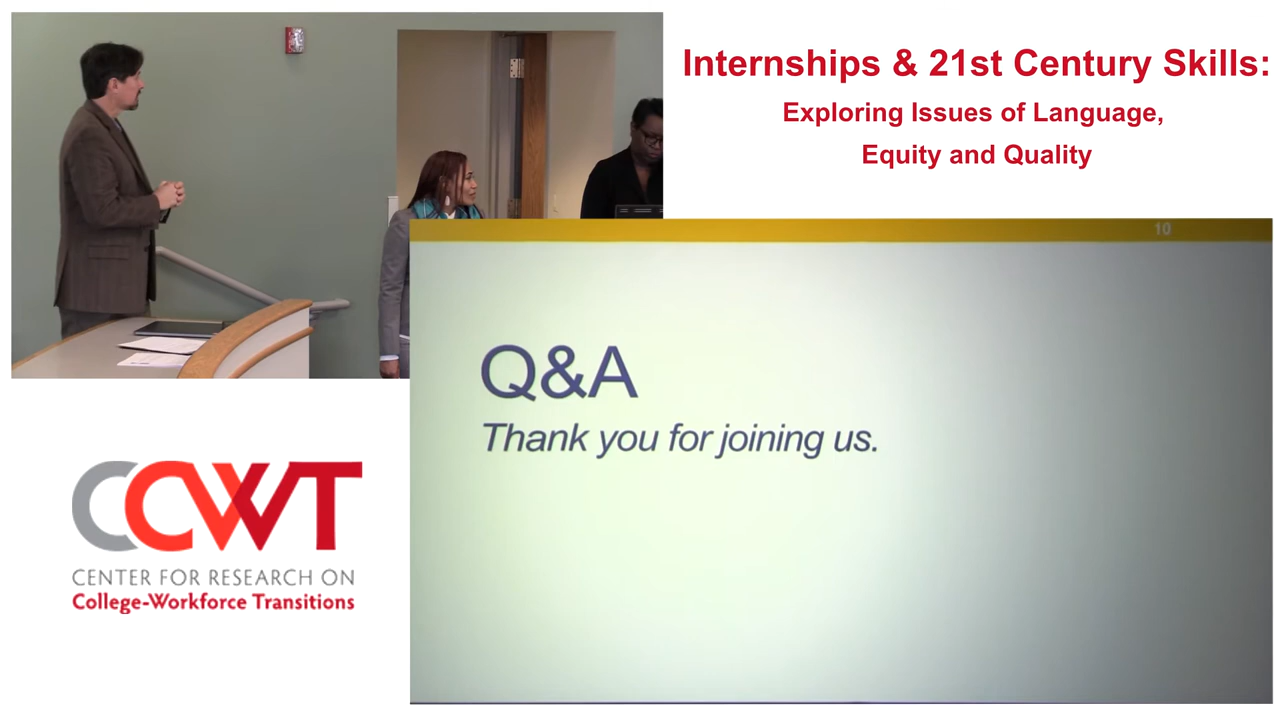 Internships & 21st Century Skills:
Exploring Issues of Language,
Equity and Quality
10
Q&A
Thank you for joining us.
CCWT
CENTER FOR RESEARCH ON
College-Workforce Transitions